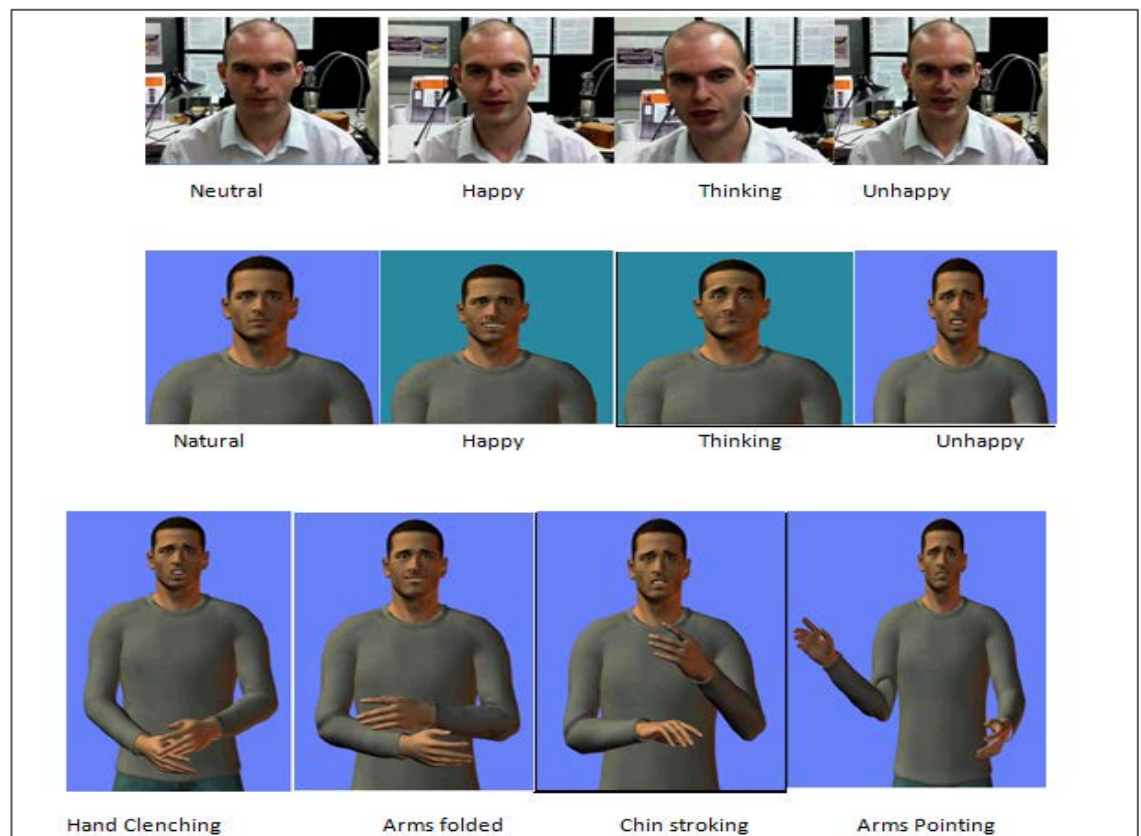 Neutral Happy Thinking Unhappy
Natural Happy Thinking Unhappy
Hand Clenching Arms folded Chin stroking Arms Pointing